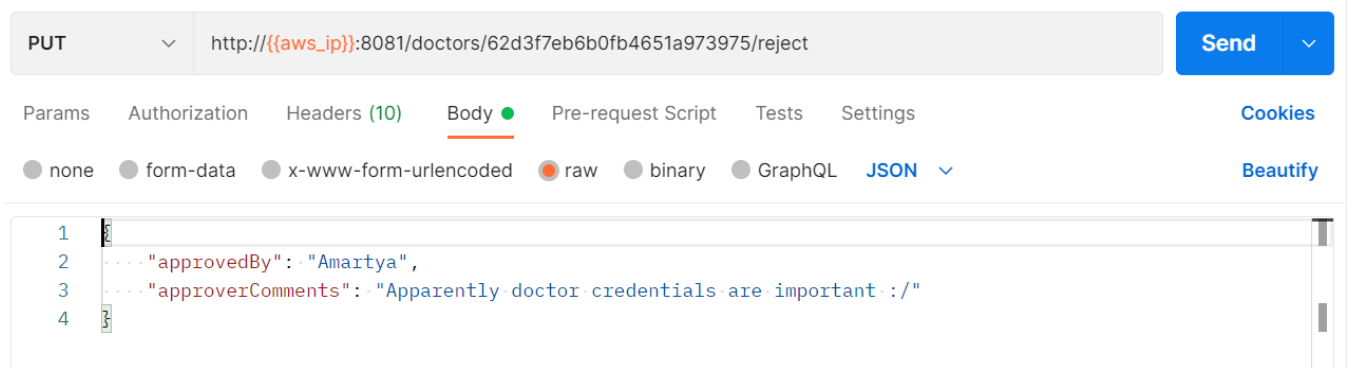 PUT http://{{aws_ip}}:8081/doctors/62d3f7eb6b0fb4651a973975/reject Send
Params Authorization Headers (10) Body Pre-request Script Tests Settings Cookies
none form-data x-www-form-urlencoded raw binary GraphQL JSON Beautify
1 {
2 "approvedBy": "Amartya",
3 "approverComments": "Apparently doctor credentials are important :/"
4 }